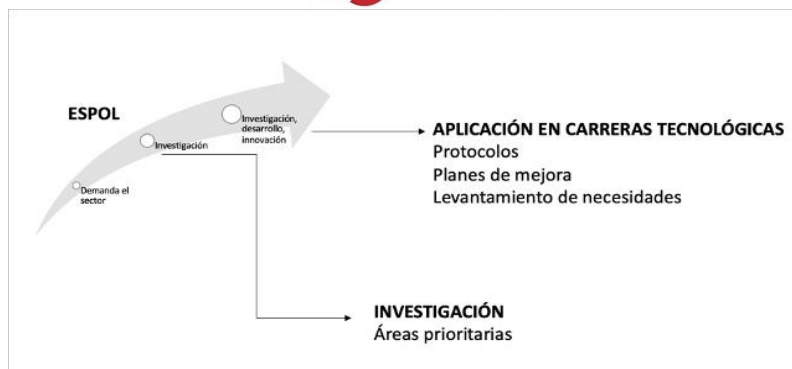 ESPOL
Investigación,
desarrollo,
innovación
Investigación
Demanda el
sector
APLICACIÓN EN CARRERAS TECNOLÓGICAS
Protocolos
Planes de mejora
Levantamiento de necesidades
INVESTIGACIÓN
Áreas prioritarias